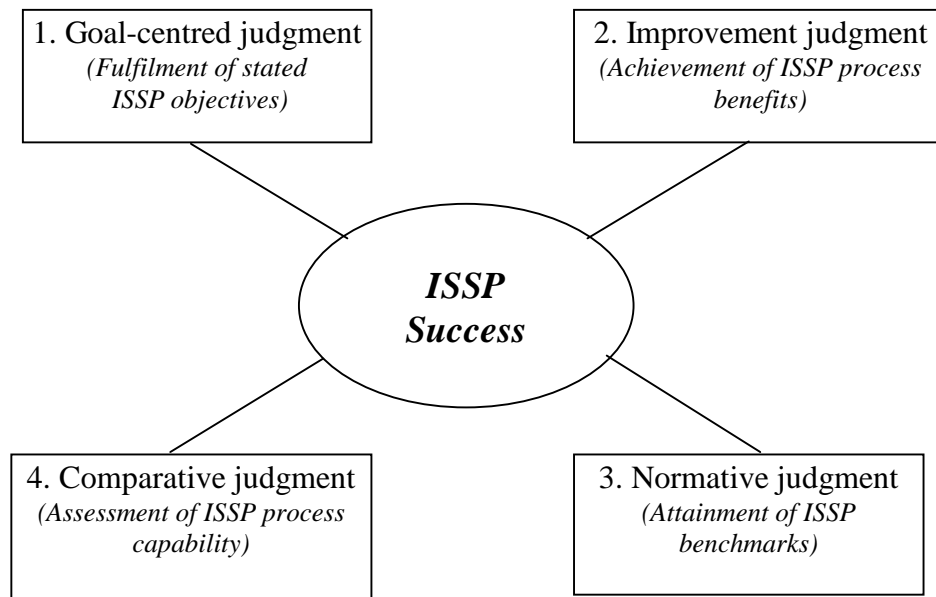 1. Goal-centred judgment
(Fulfilment of stated
ISSP objectives)
2. Improvement judgment
(Achievement of ISSP process
benefits)
ISSP
Success
4. Comparative judgment
(Assessment of ISSP process
capability)
3. Normative judgment
(Attainment of ISSP
benchmarks)